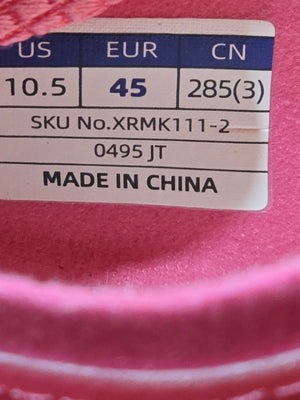 US EUR CN
10.5 45 285(3)
SKU No.XRMK111-2
0495 JT
MADE IN CHINA